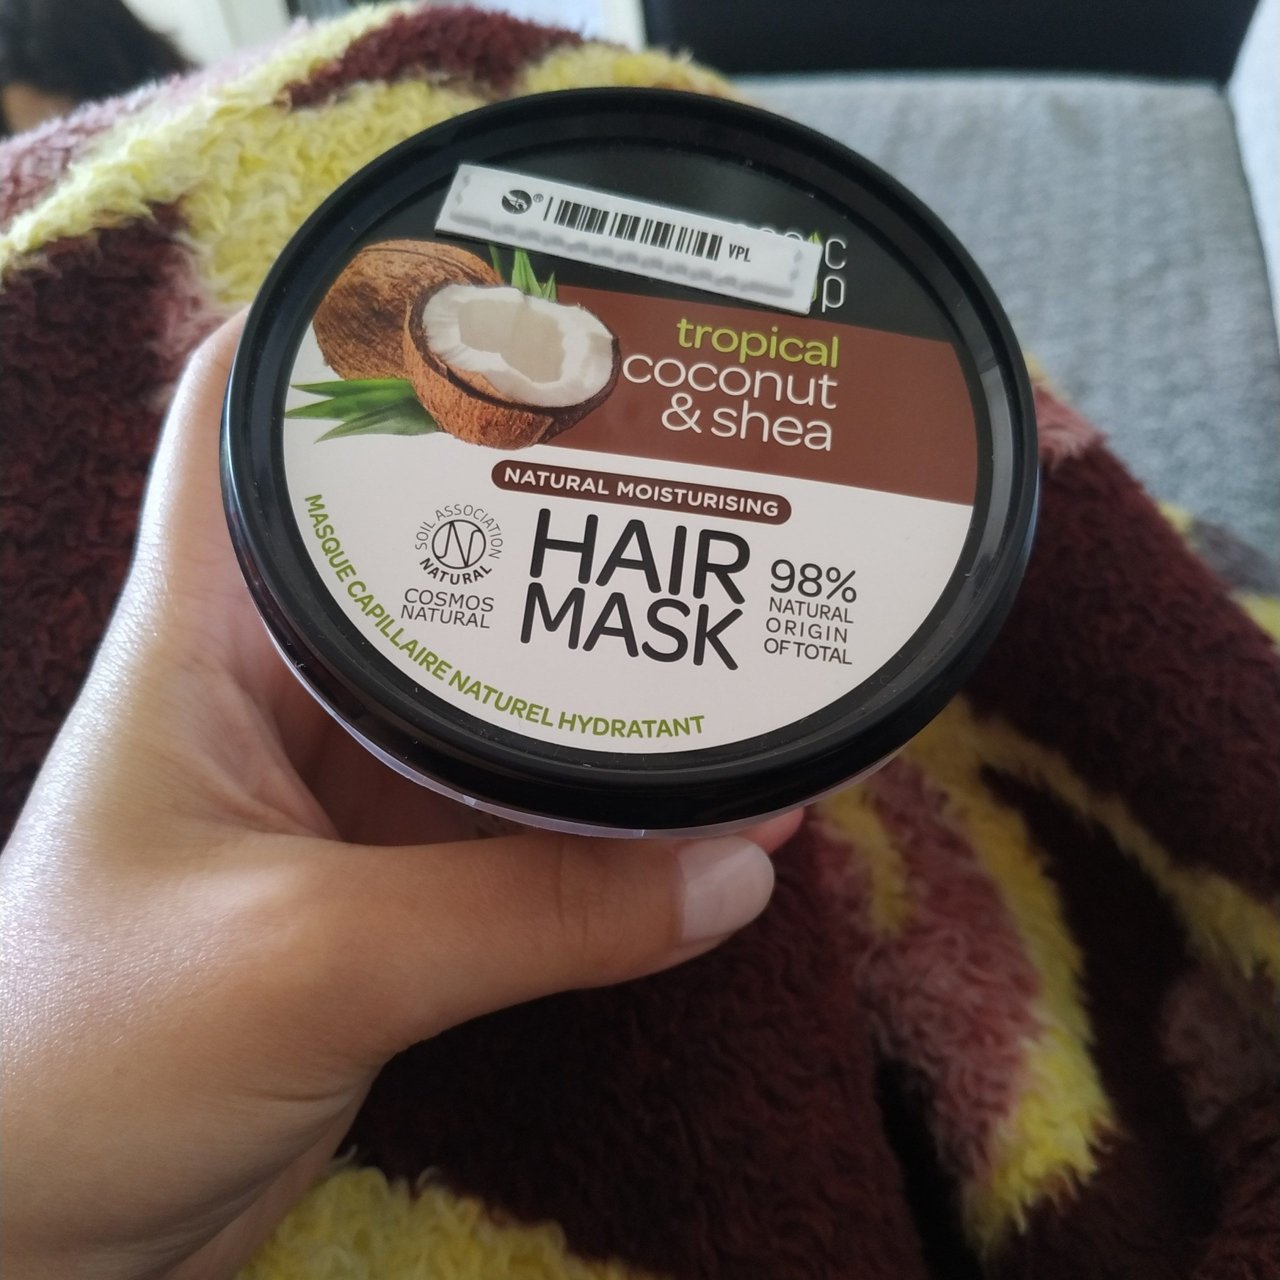 VPL
c
p
tropical
coconut
& shea
NATURAL MOISTURISING
HAIR
MASK
SOIL ASSOCIATION
NATURAL
COSMOS
NATURAL
98%
NATURAL
ORIGIN
OF TOTAL
MASQUE CAPILLAIRE NATUREL HYDRATANT